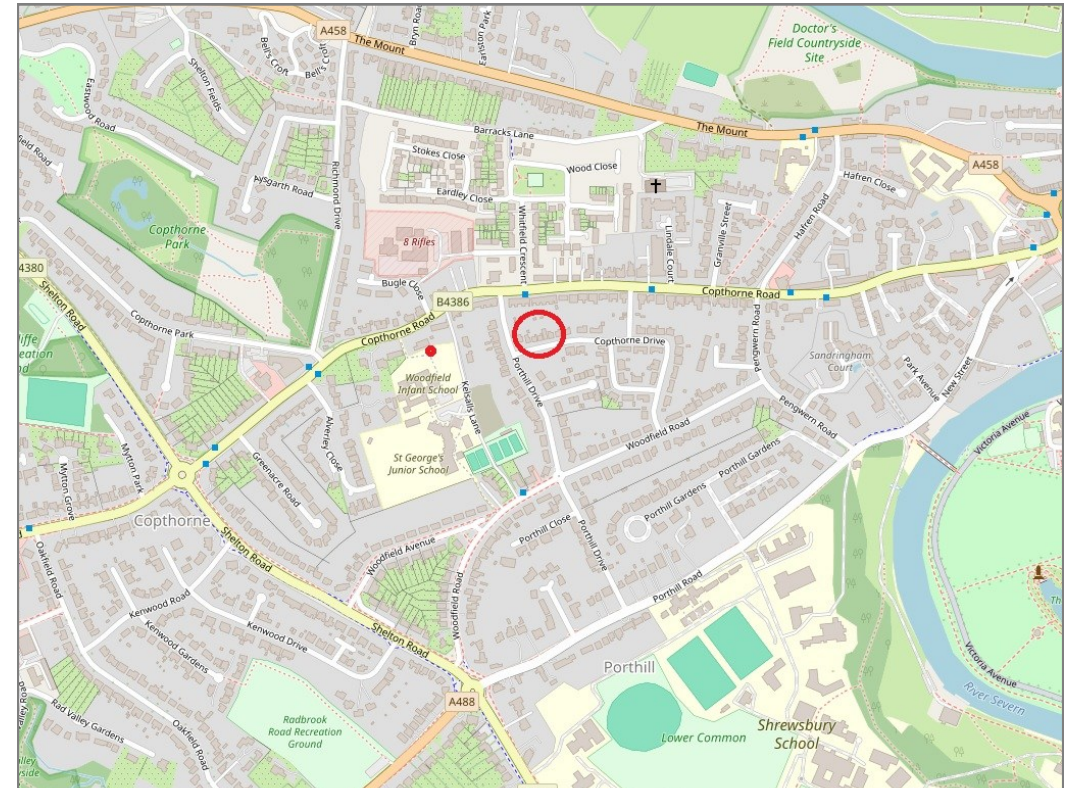 Doctor's
Field Countryside
Site
A458
The Mount
Bell's Croft
Bell's Croft
Shelton Fields
Eastwood Road
Barracks Lane
The Mount
Stokes Close
Wood Close
Eardley Close
A458
Hafren Close
Aysgarth Road
Richmond Drive
Whitfield Crescent
Granville Street
Hafren Road
Lindale Court
Copthorne
Park
8 Rifles
Bugle Close
B4386
Copthorne Road
4380
Shelton Road
Copthorne Park
Copthorne Road
Copthorne Drive
Pengwern Road
Sandringham
Court
Park Avenue
New Street
Woodfield
Infant School
Porthill Drive
Kelsalls Lane
Alverley Close
Pengwern Road
Victoria Avenue
Woodfield Road
Mytton Park
Mytton Grove
Greenacre Road
St George's
Junior School
Porthill Gardens
Porthill Gardens
Copthorne
Porthill Close
Porthill Drive
Shelton Road
Woodfield Avenue
Oakfield Road
Woodfield Road
Porthill Road
Kenwood Road
Kenwood Drive
Kenwood Gardens
Shelton Road
Porthill
Victoria Avenue
River Severn
A488
Rad Valley Gardens
Oakfield Road
Radbrook
Road Recreation
Ground
Lower Common
Shrewsbury
School